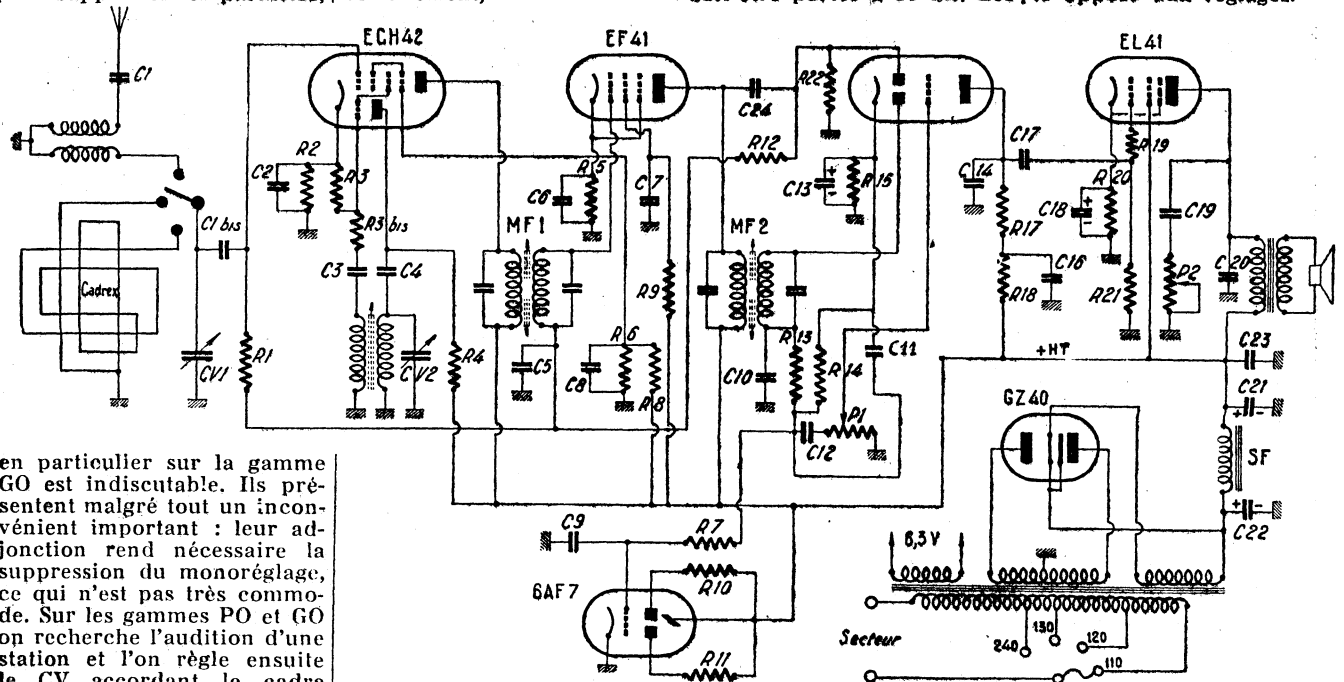 ECH42
EF41
EL41
C1
C24
R22
R12
C17
R19
C14
R2
C2
R3
R5
C6
C7
C13
R15
R20
C18
R17
C19
C1 bis
R3 bis
MF1
MF2
C3
C4
R9
R18
C16
R21
P2
C20
Cadrex
CV1
R1
CV2
R4
C5
R6
C8
R8
C10
R13
R14
C11
+HT
C23
C12
P1
GZ40
C21
+ -
SF
+ -
C22
en particulier sur la gamme
GO est indiscutable. Ils pré-
sentent malgré tout un incon-
vénient important : leur ad-
jonction rend nécessaire la
suppression du monoréglage,
ce qui n'est pas très commo-
de. Sur les gammes PO et GO
on recherche l'audition d'une
station et l'on règle ensuite
le CV accordant le cadre
C9
R7
R10
6AF7
R11
6,3 V
Secteur
240
130
120
110